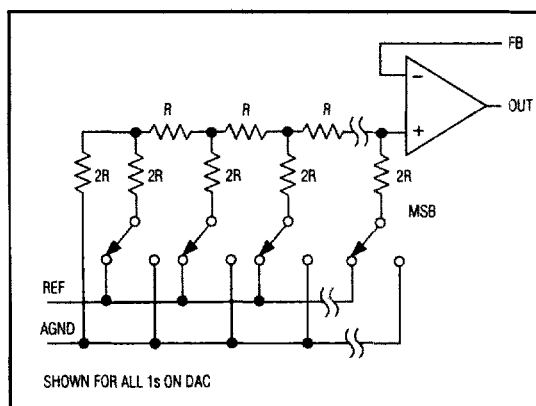 FB
R R R
OUT
2R 2R 2R 2R 2R
MSB
REF
AGND
SHOWN FOR ALL 1s ON DAC